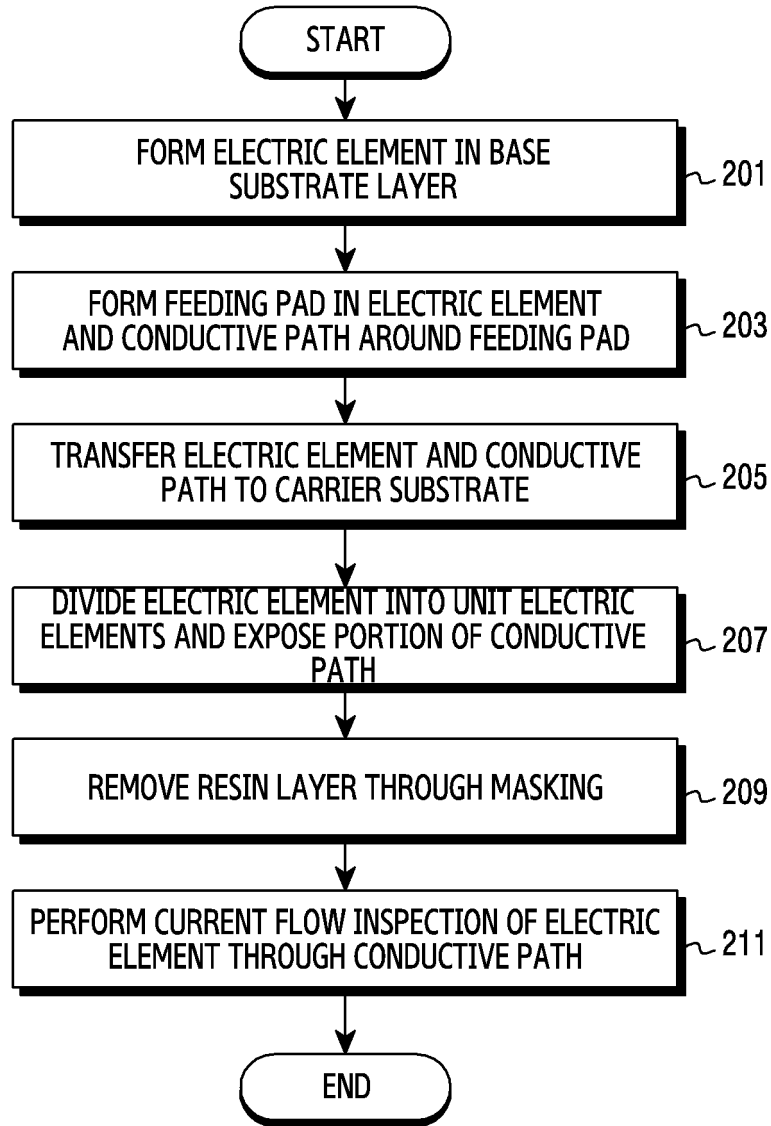 START
FORM ELECTRIC ELEMENT IN BASE
SUBSTRATE LAYER
201
FORM FEEDING PAD IN ELECTRIC ELEMENT
AND CONDUCTIVE PATH AROUND FEEDING PAD
203
TRANSFER ELECTRIC ELEMENT AND CONDUCTIVE
PATH TO CARRIER SUBSTRATE
205
DIVIDE ELECTRIC ELEMENT INTO UNIT ELECTRIC
ELEMENTS AND EXPOSE PORTION OF CONDUCTIVE
PATH
207
REMOVE RESIN LAYER THROUGH MASKING
209
PERFORM CURRENT FLOW INSPECTION OF ELECTRIC
ELEMENT THROUGH CONDUCTIVE PATH
211
END